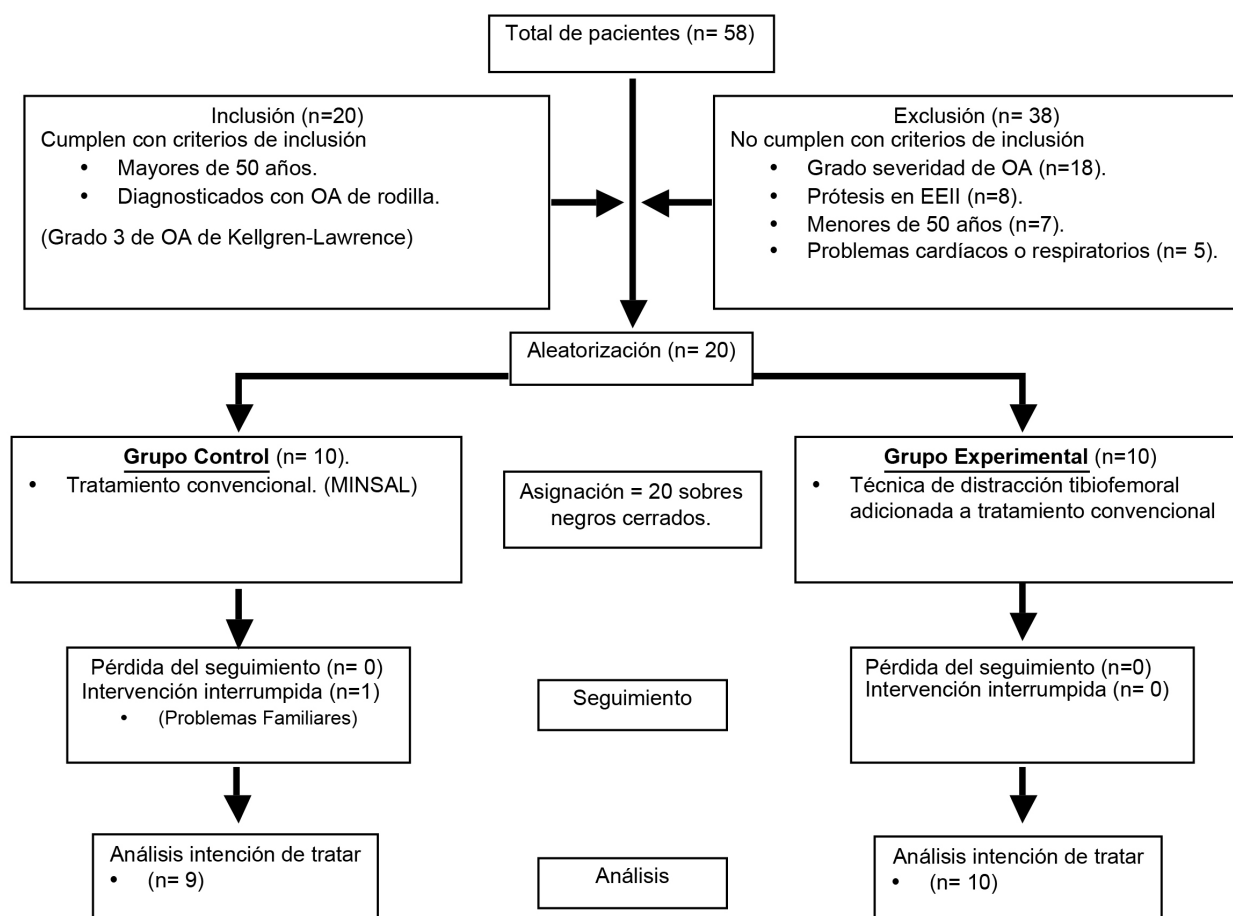 Total de pacientes (n= 58)
Inclusión (n=20)
Cumplen con criterios de inclusión
• Mayores de 50 años.
• Diagnosticados con OA de rodilla.
(Grado 3 de OA de Kellgren-Lawrence)
Exclusión (n= 38)
No cumplen con criterios de inclusión
• Grado severidad de OA (n=18).
• Prótesis en EEII (n=8).
• Menores de 50 años (n=7).
• Problemas cardíacos o respiratorios (n= 5).
Aleatorización (n= 20)
Grupo Control (n= 10).
• Tratamiento convencional. (MINSAL)
Asignación = 20 sobres
negros cerrados.
Grupo Experimental (n=10)
• Técnica de distracción tibiofemoral
adicionada a tratamiento convencional
Pérdida del seguimiento (n= 0)
Intervención interrumpida (n=1)
• (Problemas Familiares)
Seguimiento
Pérdida del seguimiento (n=0)
Intervención interrumpida (n= 0)
Análisis intención de tratar
• (n= 9)
Análisis
Análisis intención de tratar
• (n= 10)